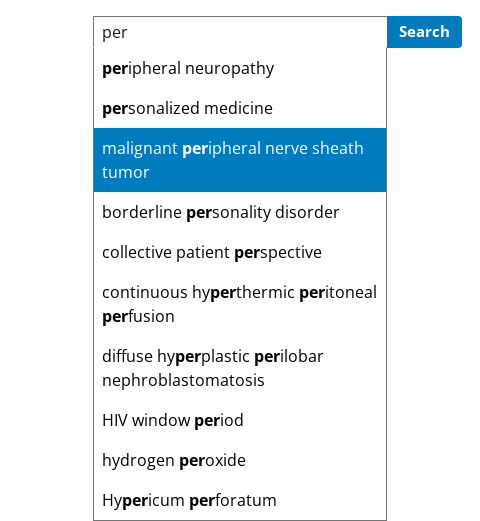 per Search
peripheral neuropathy
personalized medicine
malignant peripheral nerve sheath
tumor
borderline personality disorder
collective patient perspective
continuous hyperthermic peritoneal
perfusion
diffuse hyperplastic perilobar
nephroblastomatosis
HIV window period
hydrogen peroxide
Hypericum perforatum